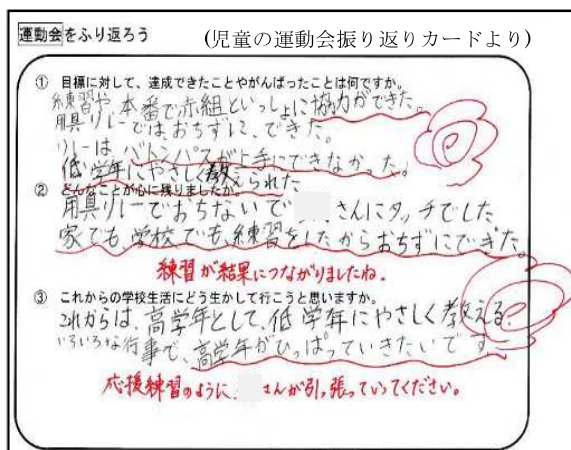 運動会をふり返ろう (児童の運動会振り返りカードより)
① 目標に対して、達成できたことやがんばったことは何ですか。
練習や、本番で赤組といっしょに協力ができた。
用具リレーではおちずに、できた。
リレーは バトンパスが上手にできなかった。
低学年にやさしく教えられた
② どんなことが心に残りましたか。
用具リレーでおちないで さんにタッチでした
家でも、学校でも、練習をしたからおちずにできた。
練習が結果につながりましたね。
③ これからの学校生活にどう生かして行こうと思いますか。
これからは、高学年として、低学年にやさしく教える
いろいろな行事で、高学年がひっぱっていきたいです
応援練習のように、 さんが引っ張っていってください。